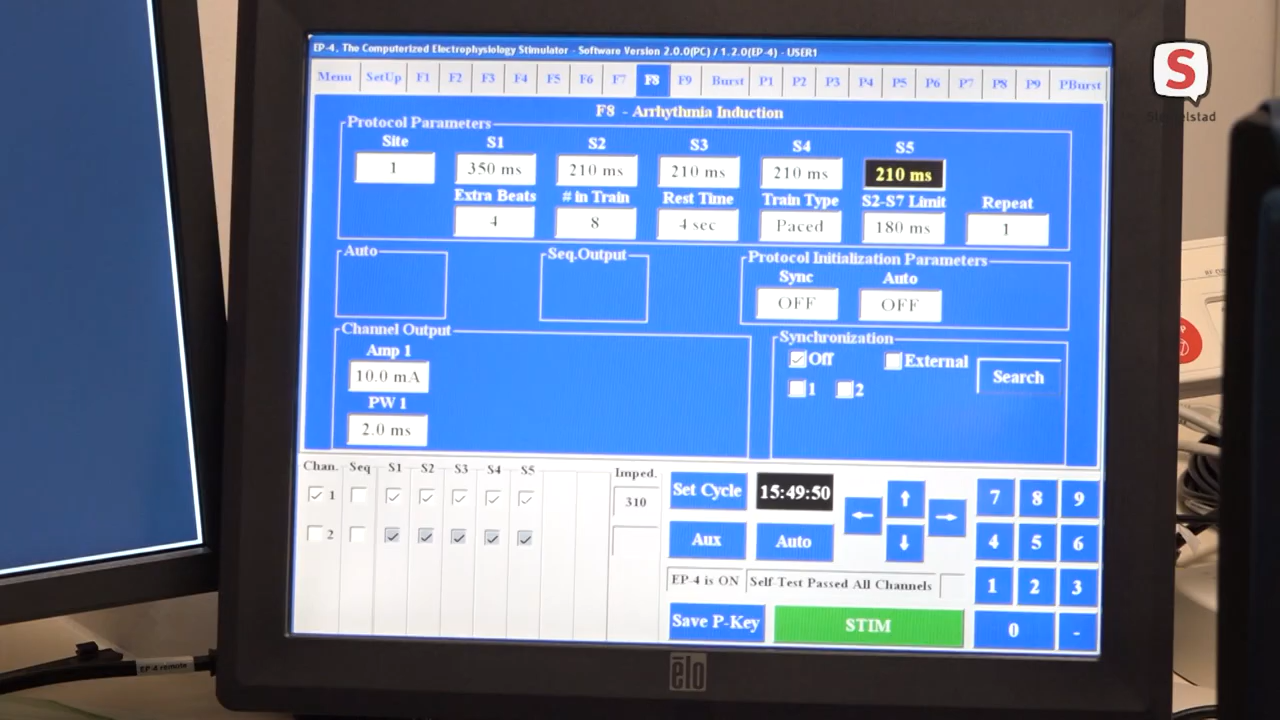 EP-4, The Computerized Electrophysiology Stimulator - Software Version 2.0.0(PC) / 1.2.0(EP-4) - USER1
Menu SetUp F1 F2 F3 F4 F5 F6 F7 F8 F9 Burst P1 P2 P3 P4 P5 P6 P7 P8 P9 PBurst
S
F8 - Arrhythmia Induction
Protocol Parameters
Site S1 S2 S3 S4 S5
1 350 ms 210 ms 210 ms 210 ms 210 ms
Extra Beats # in Train Rest Time Train Type S2-S7 Limit Repeat
4 8 4 sec Paced 180 ms 1
Auto Seq.Output Protocol Initialization Parameters
Sync Auto
OFF OFF
Channel Output Synchronization
Amp 1 Off External
10.0 mA Search
1 2
PW 1
2.0 ms
Chan. Seq S1 S2 S3 S4 S5 Imped.
1 310
2
Set Cycle 15:49:50 ← ↑ → 7 8 9
Aux Auto ↓ 4 5 6
EP-4 is ON Self-Test Passed All Channels 1 2 3
Save P-Key STIM 0 -
EP-4 remote
elo